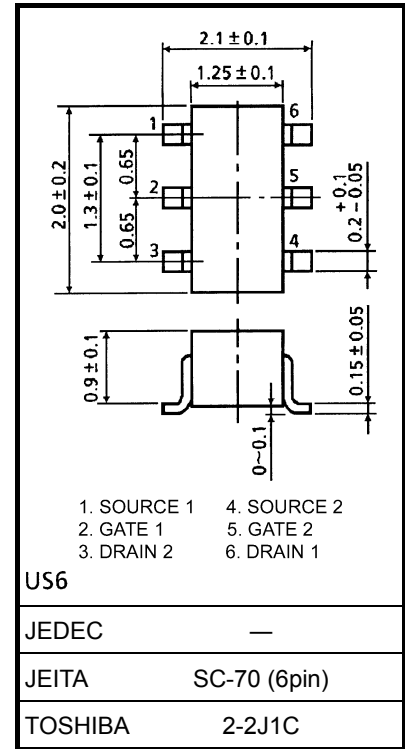 2.1±0.1
1.25±0.1
1
6
2
5
3
4
2.0±0.2
1.3±0.1
0.65
0.65
+0.1
0.2-0.05
0.9±0.1
0.15±0.05
0~0.1
1. SOURCE 1 4. SOURCE 2
2. GATE 1 5. GATE 2
3. DRAIN 2 6. DRAIN 1
US6
JEDEC —
JEITA SC-70 (6pin)
TOSHIBA 2-2J1C